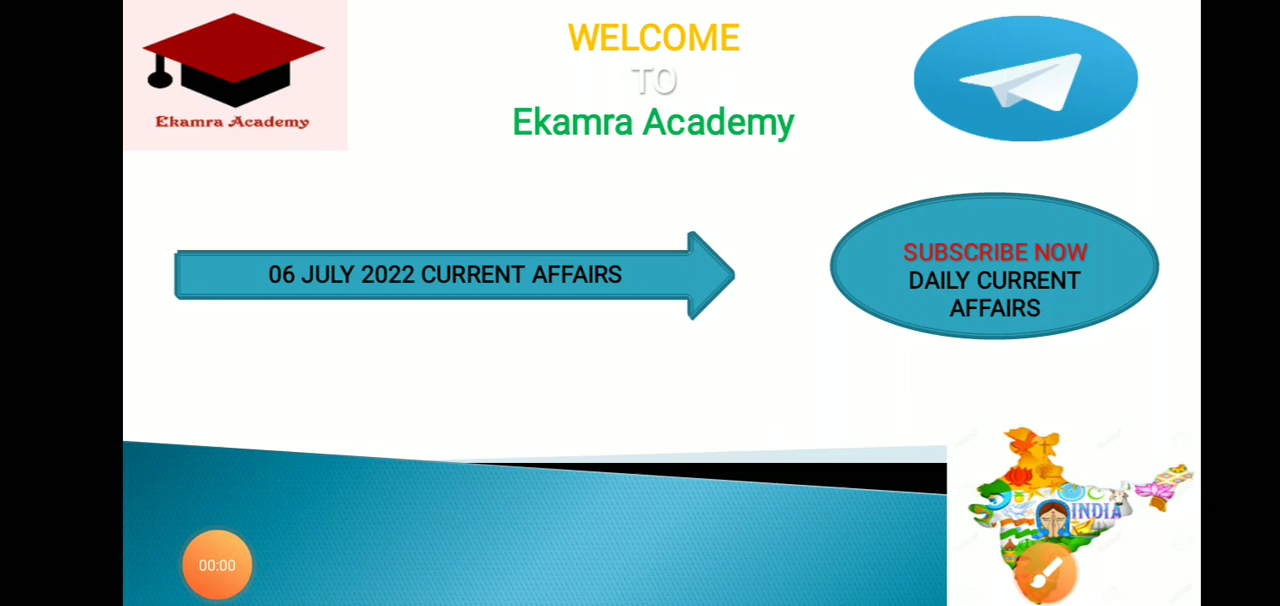 Ekamra Academy
WELCOME
TO
Ekamra Academy
06 JULY 2022 CURRENT AFFAIRS
SUBSCRIBE NOW
DAILY CURRENT
AFFAIRS
INDIA
00:00